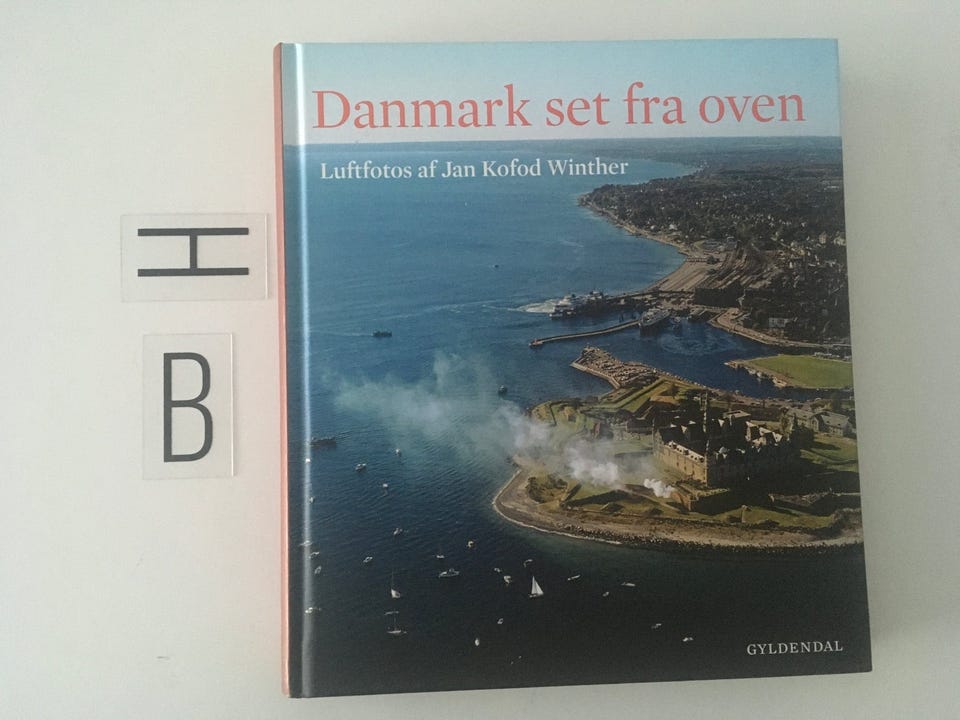 Danmark set fra oven
Luftfotos af Jan Kofod Winther
H
B
GYLDENDAL